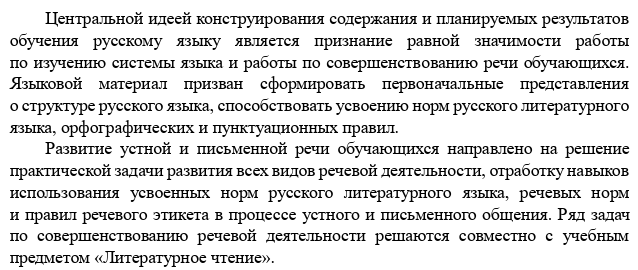 Центральной идеей конструирования содержания и планируемых результатов
обучения русскому языку является признание равной значимости работы
по изучению системы языка и работы по совершенствованию речи обучающихся.
Языковой материал призван сформировать первоначальные представления
о структуре русского языка, способствовать усвоению норм русского литературного
языка, орфографических и пунктуационных правил.
Развитие устной и письменной речи обучающихся направлено на решение
практической задачи развития всех видов речевой деятельности, отработку навыков
использования усвоенных норм русского литературного языка, речевых норм
и правил речевого этикета в процессе устного и письменного общения. Ряд задач
по совершенствованию речевой деятельности решаются совместно с учебным
предметом «Литературное чтение».